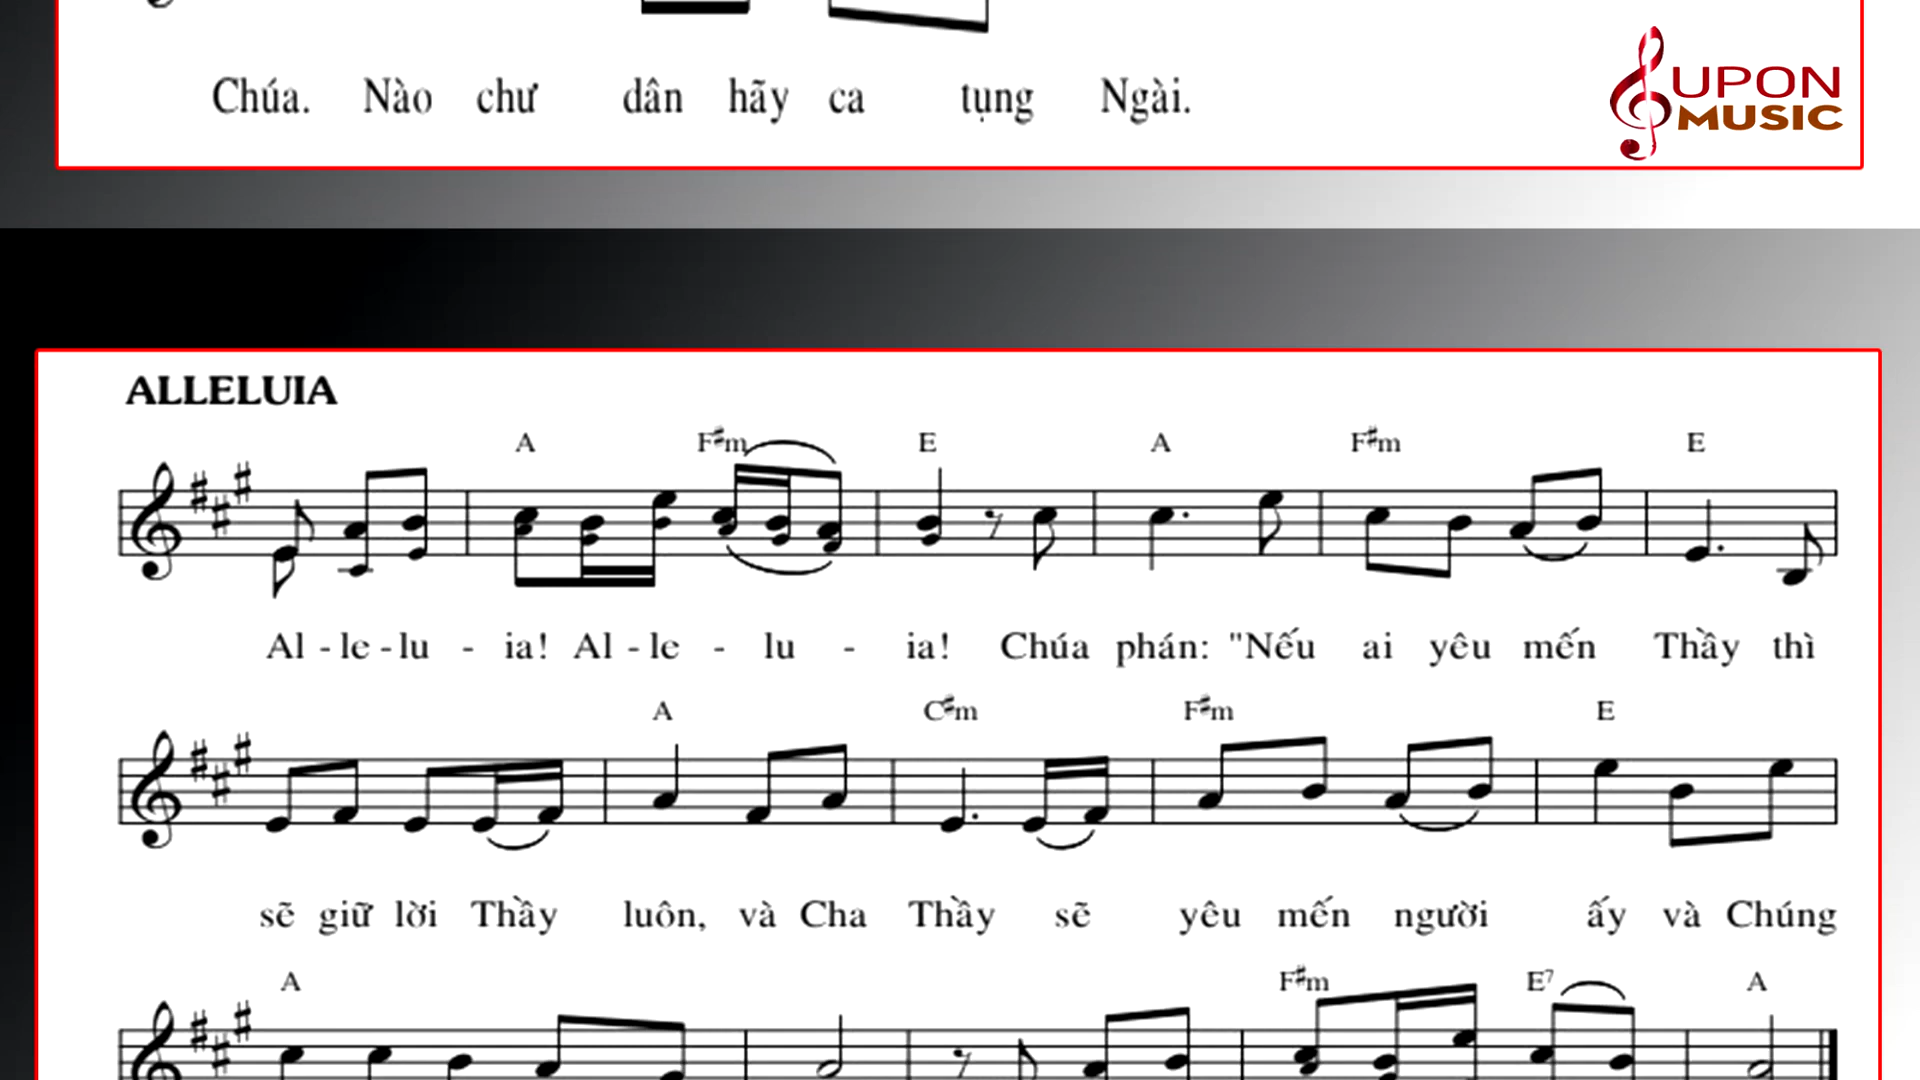 Chúa. Nào chư dân hãy ca tụng Ngài.
UPON
MUSIC
ALLELUIA
A F#m E A F#m E
Al - le - lu - ia! Al - le - lu - ia! Chúa phán: "Nếu ai yêu mến Thầy thì
A C#m F#m E
sẽ giữ lời Thầy luôn, và Cha Thầy sẽ yêu mến người ấy và Chúng
A F#m E7 A